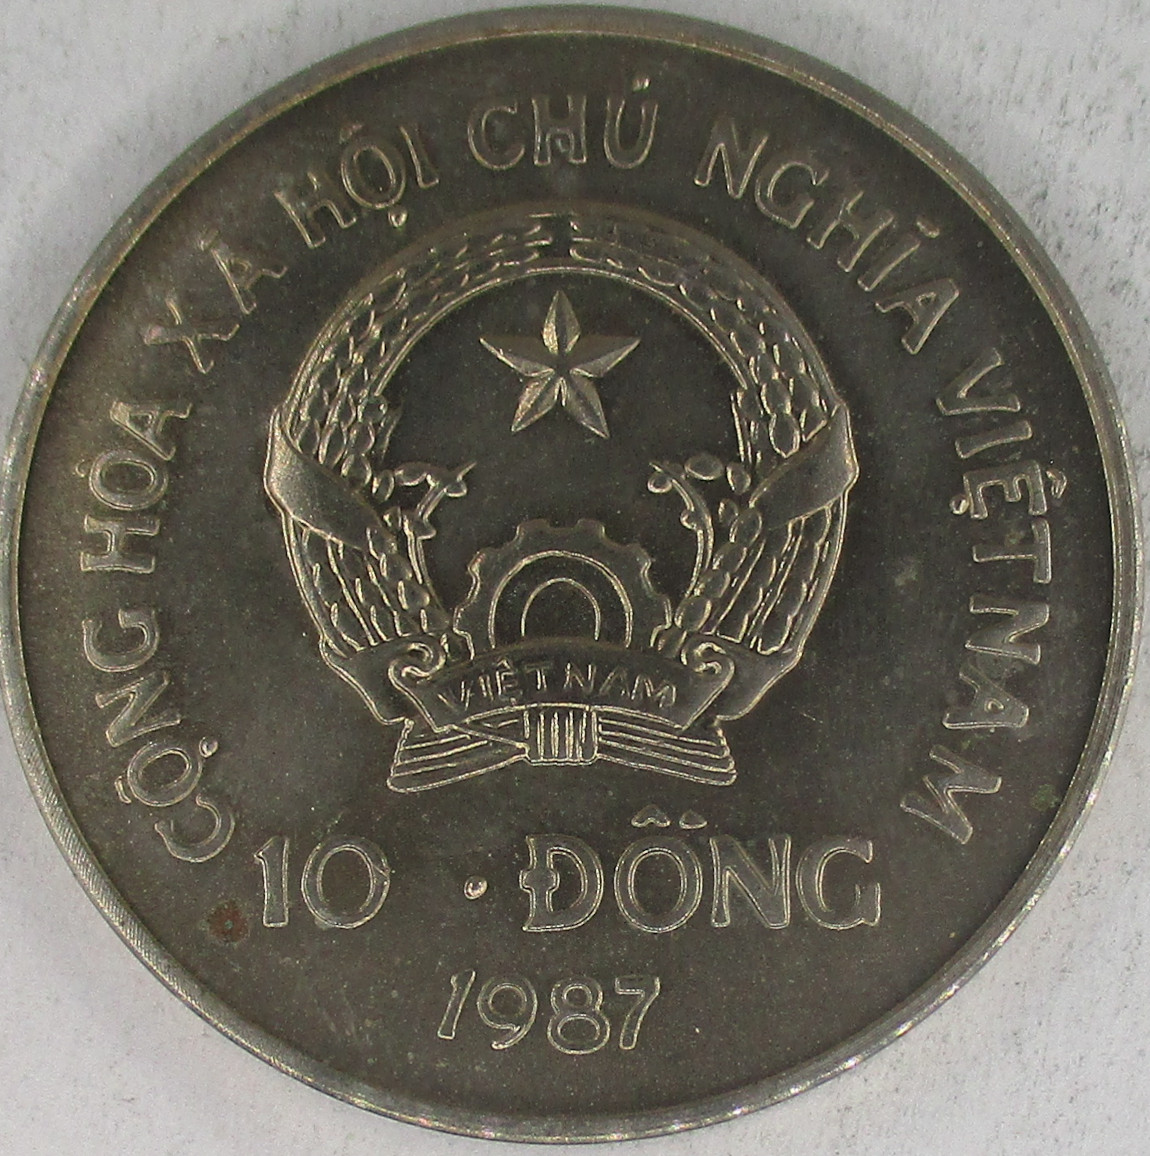 CỘNG HÒA XÃ HỘI CHỦ NGHĨA VIỆT NAM
VIỆT NAM
10 · ĐỒNG
1987